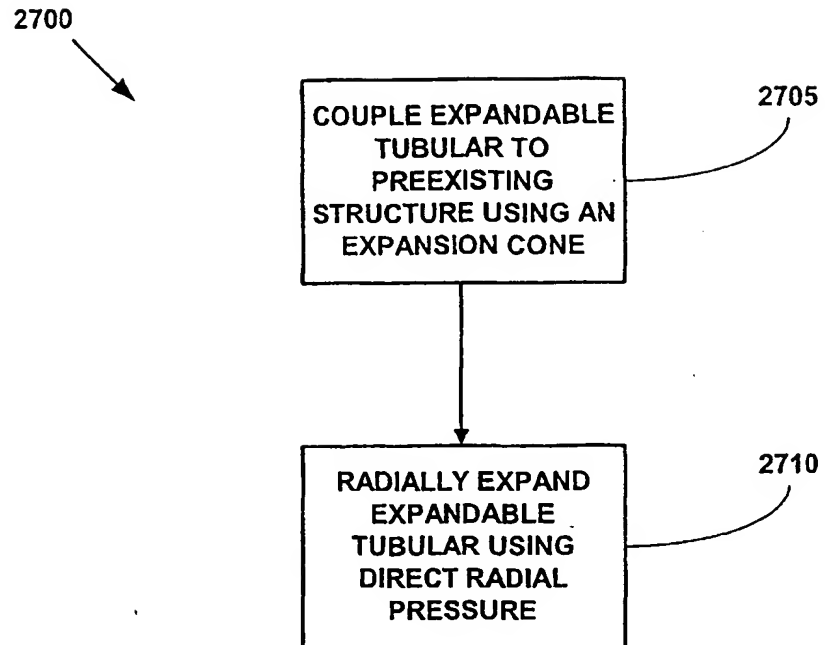 2700
COUPLE EXPANDABLE
TUBULAR TO
PREEXISTING
STRUCTURE USING AN
EXPANSION CONE
2705
RADIALLY EXPAND
EXPANDABLE
TUBULAR USING
DIRECT RADIAL
PRESSURE
2710